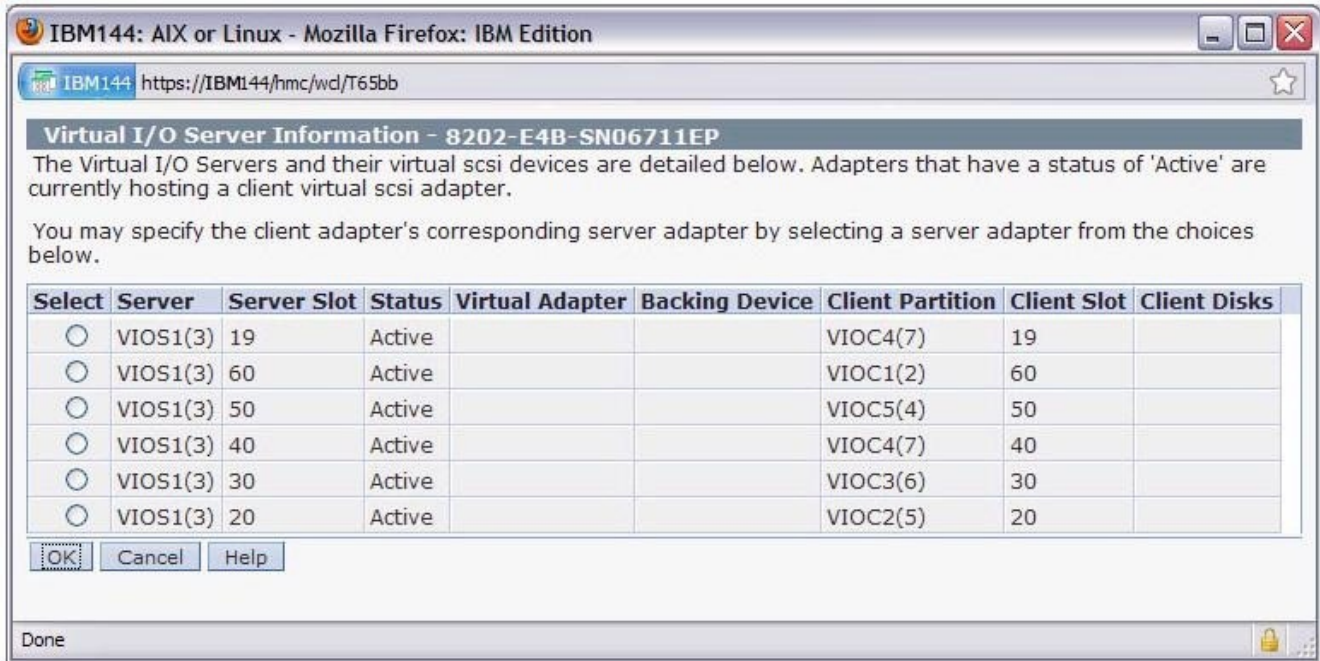 IBM144: AIX or Linux - Mozilla Firefox: IBM Edition
IBM144 https://IBM144/hmc/wcl/T65bb
Virtual I/O Server Information - 8202-E4B-SN06711EP
The Virtual I/O Servers and their virtual scsi devices are detailed below. Adapters that have a status of 'Active' are
currently hosting a client virtual scsi adapter.
You may specify the client adapter's corresponding server adapter by selecting a server adapter from the choices
below.
Select Server Server Slot Status Virtual Adapter Backing Device Client Partition Client Slot Client Disks
VIOS1(3) 19 Active VIOC4(7) 19
VIOS1(3) 60 Active VIOC1(2) 60
VIOS1(3) 50 Active VIOC5(4) 50
VIOS1(3) 40 Active VIOC4(7) 40
VIOS1(3) 30 Active VIOC3(6) 30
VIOS1(3) 20 Active VIOC2(5) 20
OK Cancel Help
Done